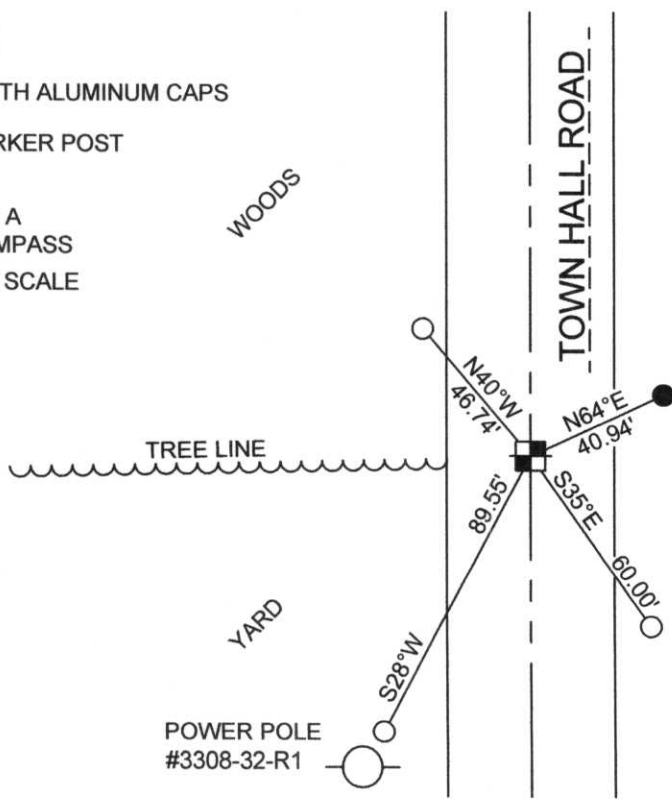 TH ALUMINUM CAPS
RKER POST
A
MPASS
SCALE
WOODS
TOWN HALL ROAD
N40°W
46.74'
N64°E
40.94'
TREE LINE
89.55'
S28°W
S35°E
60.00'
YARD
POWER POLE
#3308-32-R1